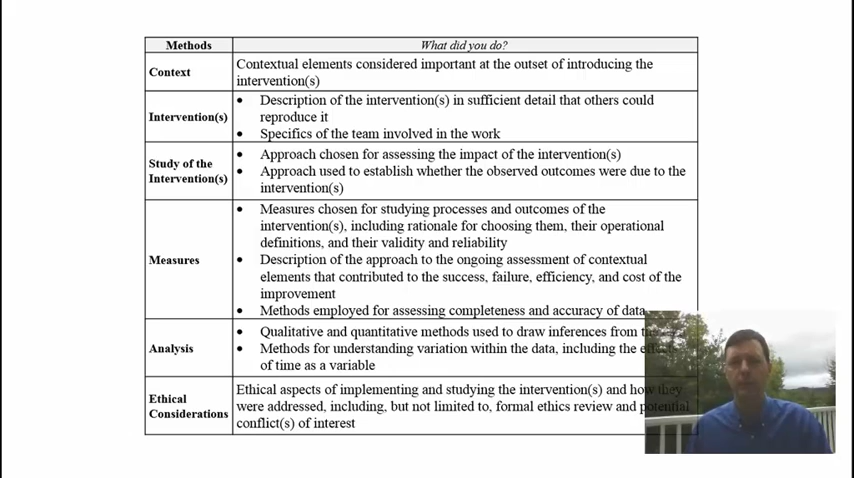 Methods What did you do?
Context
Contextual elements considered important at the outset of introducing the
intervention(s)
Intervention(s)
• Description of the intervention(s) in sufficient detail that others could
reproduce it
• Specifics of the team involved in the work
Study of the
Intervention(s)
• Approach chosen for assessing the impact of the intervention(s)
• Approach used to establish whether the observed outcomes were due to the
intervention(s)
Measures
• Measures chosen for studying processes and outcomes of the
intervention(s), including rationale for choosing them, their operational
definitions, and their validity and reliability
• Description of the approach to the ongoing assessment of contextual
elements that contributed to the success, failure, efficiency, and cost of the
improvement
• Methods employed for assessing completeness and accuracy of data
Analysis
• Qualitative and quantitative methods used to draw inferences from
• Methods for understanding variation within the data, including the effects
of time as a variable
Ethical
Considerations
Ethical aspects of implementing and studying the intervention(s) and how they
were addressed, including, but not limited to, formal ethics review and potential
conflict(s) of interest